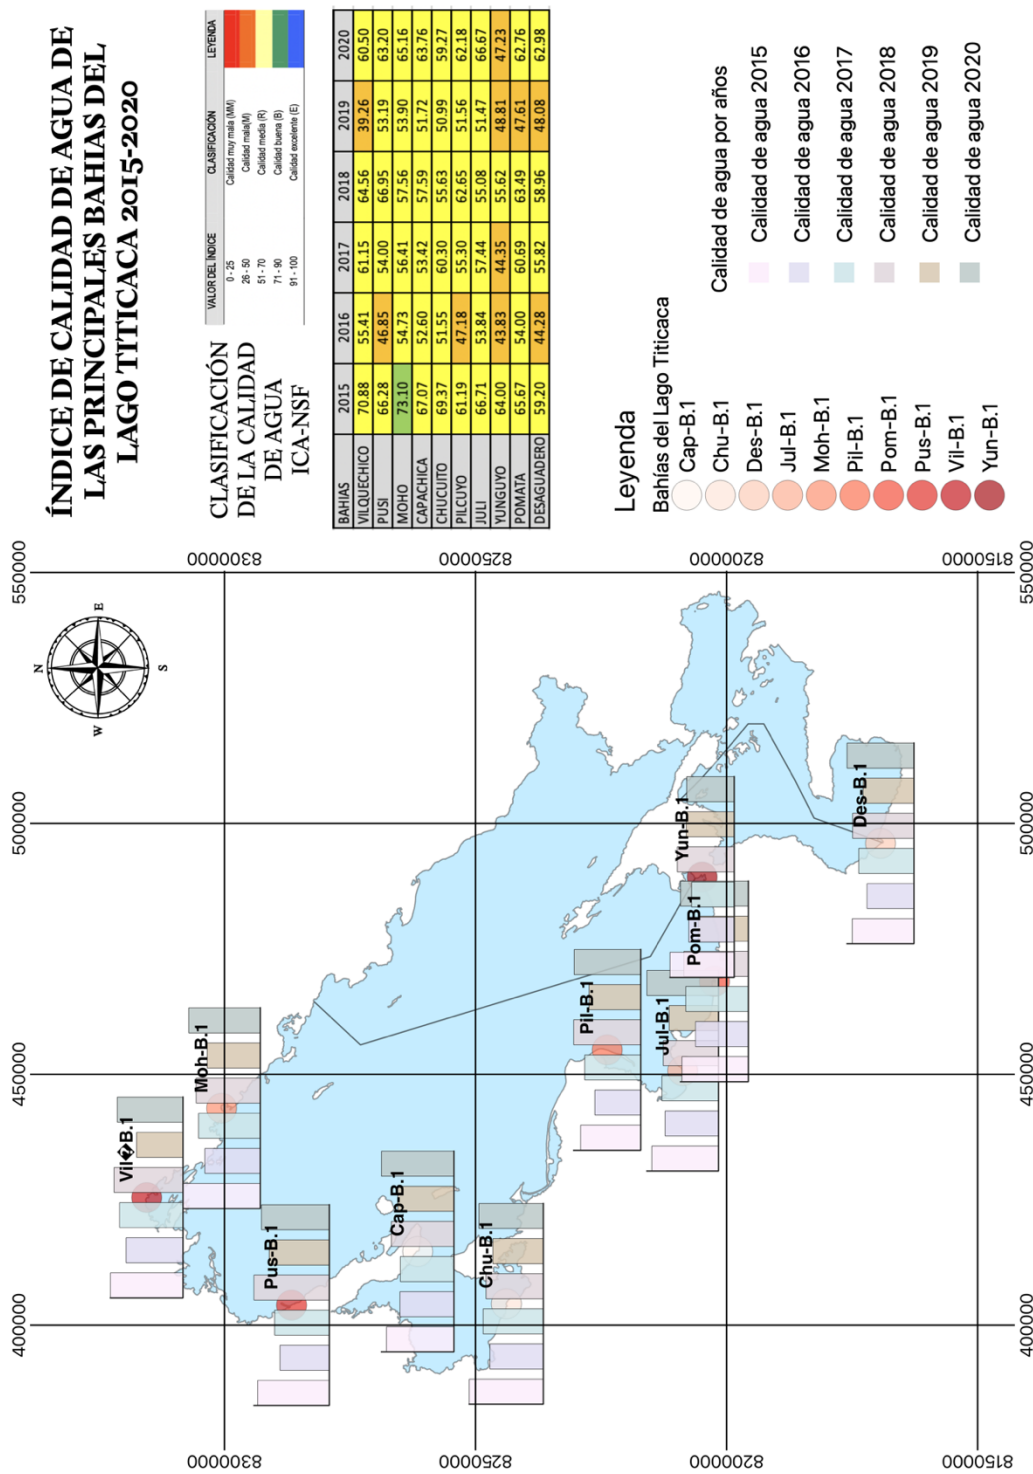 ÍNDICE DE CALIDAD DE AGUA DE
LAS PRINCIPALES BAHIAS DEL
LAGO TITICACA 2015-2020
CLASIFICACIÓN
DE LA CALIDAD
DE AGUA
ICA-NSF
VALOR DEL ÍNDICE CLASIFICACIÓN LEYENDA
0 - 25 Calidad muy mala (MM)
26 - 50 Calidad mala(M)
51 - 70 Calidad media (R)
71 - 90 Calidad buena (B)
91 - 100 Calidad excelente (E)
BAHIAS 2015 2016 2017 2018 2019 2020
VILQUECHICO 70.88 55.41 61.15 64.56 39.26 60.50
PUSI 66.28 46.85 54.00 66.95 53.19 63.20
MOHO 73.10 54.73 56.41 57.56 53.90 65.16
CAPACHICA 67.07 52.60 53.42 57.59 51.72 63.76
CHUCUITO 69.37 51.55 60.30 55.63 50.99 59.27
PILCUYO 61.19 47.18 55.30 62.65 51.56 62.18
JULI 66.71 53.84 57.44 55.08 51.47 66.67
YUNGUYO 64.00 43.83 44.35 55.62 48.81 47.23
POMATA 65.67 54.00 60.69 63.49 47.61 62.76
DESAGUADERO 59.20 44.28 55.82 58.96 48.08 62.98
Leyenda
Bahías del Lago Titicaca
Cap-B.1
Chu-B.1
Des-B.1
Jul-B.1
Moh-B.1
Pil-B.1
Pom-B.1
Pus-B.1
Vil-B.1
Yun-B.1
Calidad de agua por años
Calidad de agua 2015
Calidad de agua 2016
Calidad de agua 2017
Calidad de agua 2018
Calidad de agua 2019
Calidad de agua 2020
400000 450000 500000 550000
N
W E
S
8300000 8300000
8250000 8250000
8200000 8200000
8150000 8150000
Vil�B.1
Moh-B.1
Pus-B.1
Cap-B.1
Chu-B.1
Pil-B.1
Jul-B.1
Pom-B.1
Yun-B.1
Des-B.1
400000 450000 500000 550000